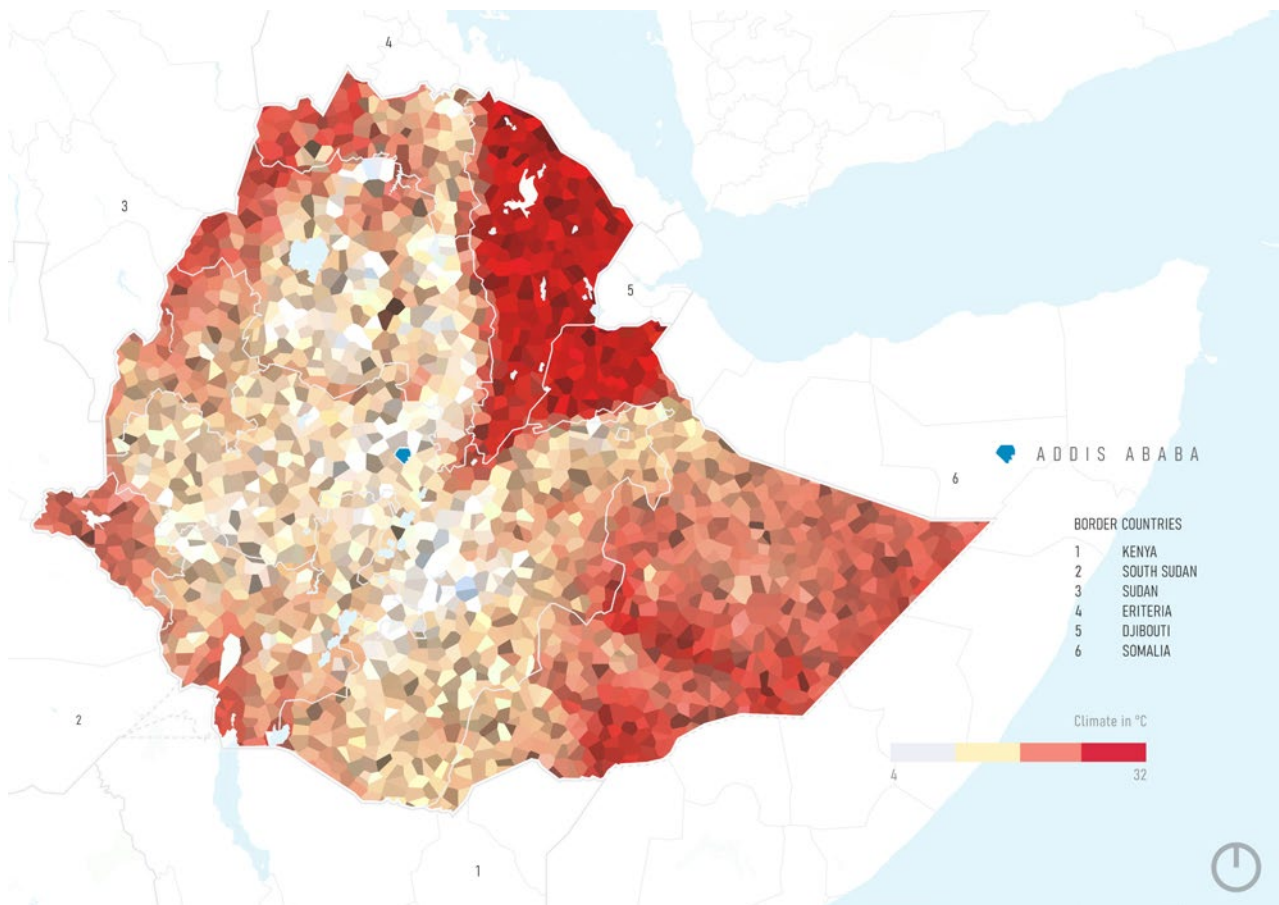 4
3
5
ADDIS ABABA
6
BORDER COUNTRIES
1 KENYA
2 SOUTH SUDAN
3 SUDAN
4 ERITERIA
5 DJIBOUTI
6 SOMALIA
2
Climate in °C
4 32
1